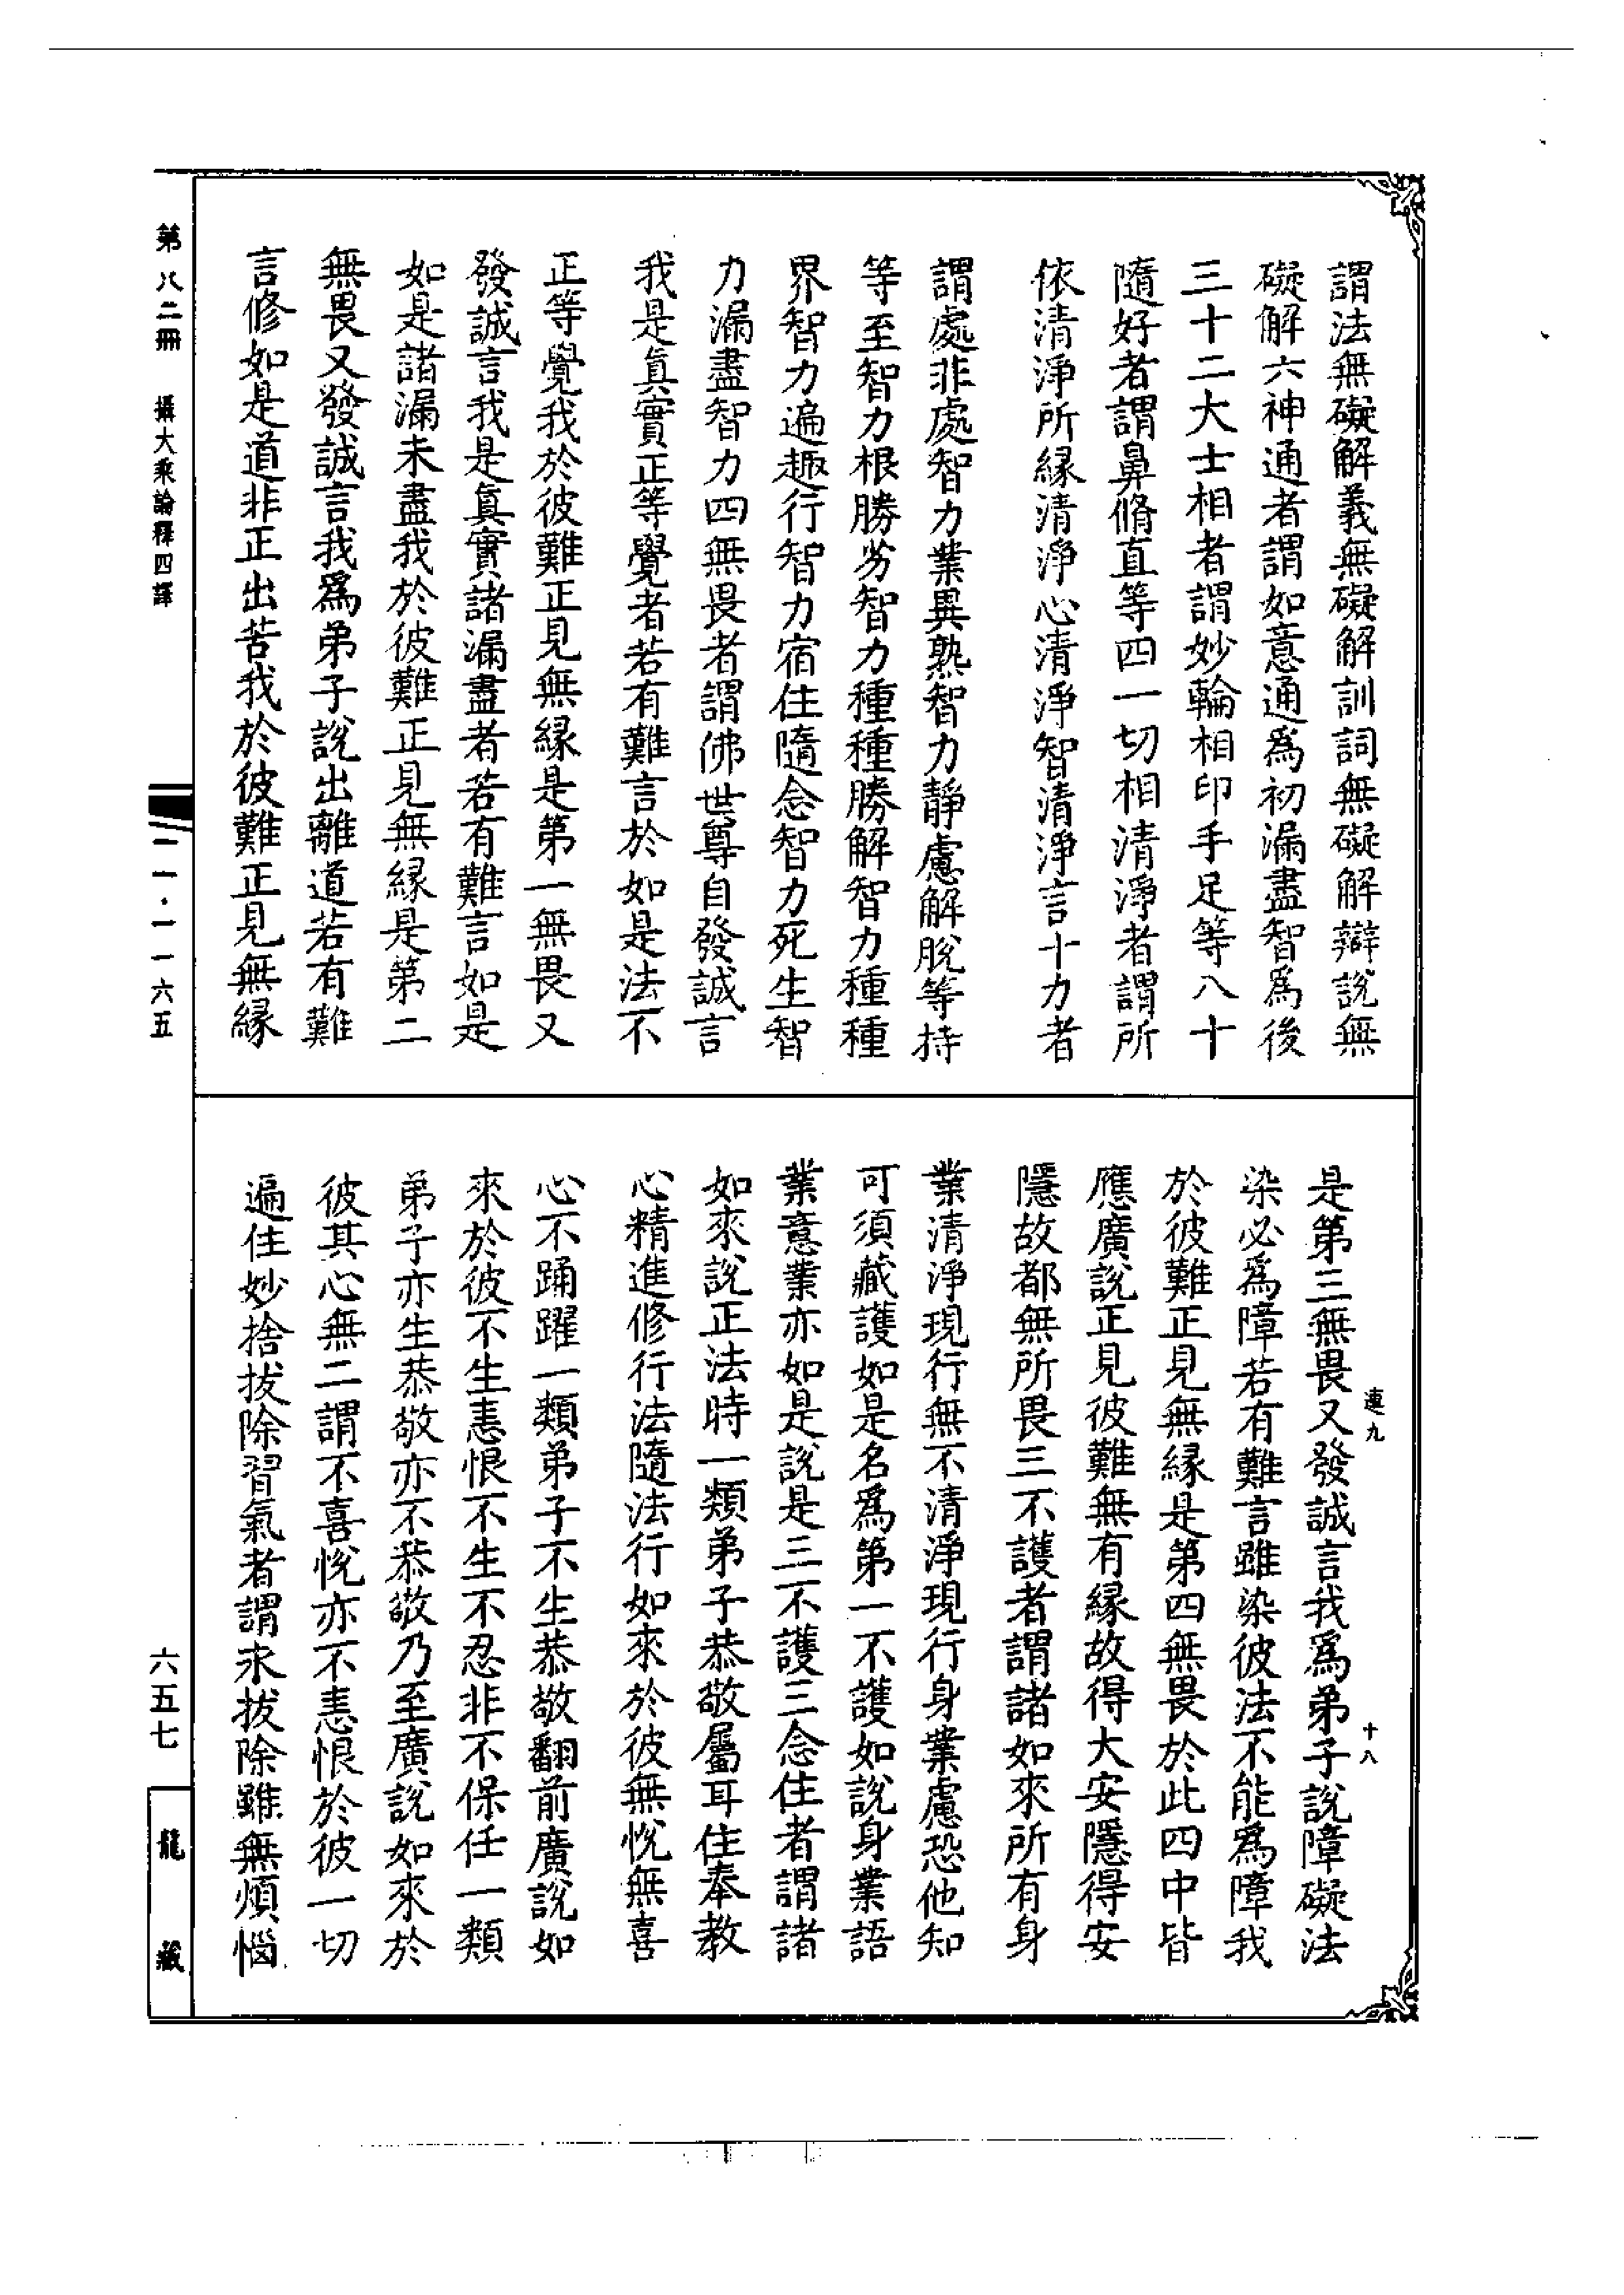 謂法無礙解義無礙解訓詞無礙解辯說無
礙解六神通者謂如意通爲初漏盡智爲後
三十二大士相者謂妙輪相印手足等八十
隨好者謂鼻脩直等四一切相清淨者謂所
依清淨所縁清淨心清淨智清淨言十力者
謂處非處智力業異熟智力靜慮解脫等持
等至智力根勝劣智力種種勝解智力種種
界智力遍趣行智力宿住隨念智力死生智
力漏盡智力四無畏者謂佛世尊自發誠言
我是真實正等覺者若有難言於如是法不
正等覺我於彼難正見無縁是第一無畏又
發誠言我是真實諸漏盡者若有難言如是
如是諸漏未盡我於彼難正見無縁是第二
無畏又發誠言我爲弟子說出離道若有難
言修如是道非正出苦我於彼難正見無縁
是第三無畏又發誠言我爲弟子說障礙法
染必爲障若有難言雖染彼法不能爲障我
於彼難正見無縁是第四無畏於此四中皆
應廣說正見彼難無有縁故得大安隱得安
隱故都無所畏三不護者謂諸如來所有身
業清淨現行無不清淨現行身業慮恐他知
可須藏護如是名爲第一不護如說身業語
業意業亦如是說是三不護三念住者謂諸
如來說正法時一類弟子恭敬屬耳住奉教
心精進修行法隨法行如來於彼無悅無喜
心不踊躍一類弟子不生恭敬翻前廣說如
來於彼不生恚恨不生不忍非不保任一類
弟子亦生恭敬亦不恭敬乃至廣說如來於
彼其心無二謂不喜悅亦不恚恨於彼一切
遍住妙捨拔除習氣者謂永拔除雖無煩惱
連九
十八
第八二冊 攝大乘論釋四譯
二一·一一六五
六五七
龍藏